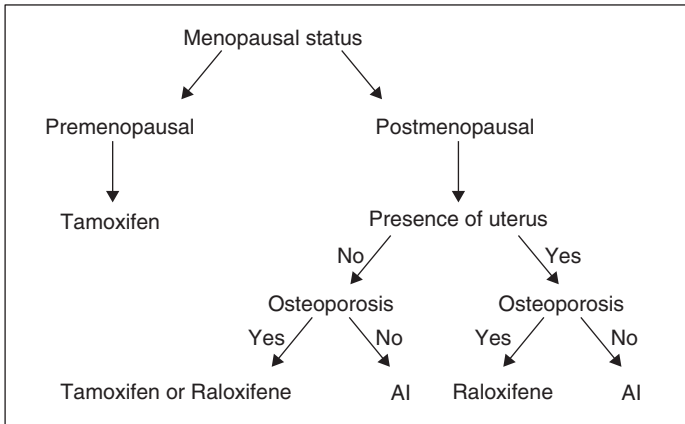 Menopausal status
Premenopausal Postmenopausal
Tamoxifen
Presence of uterus
No Yes
Osteoporosis Osteoporosis
Yes No Yes No
Tamoxifen or Raloxifene AI Raloxifene AI